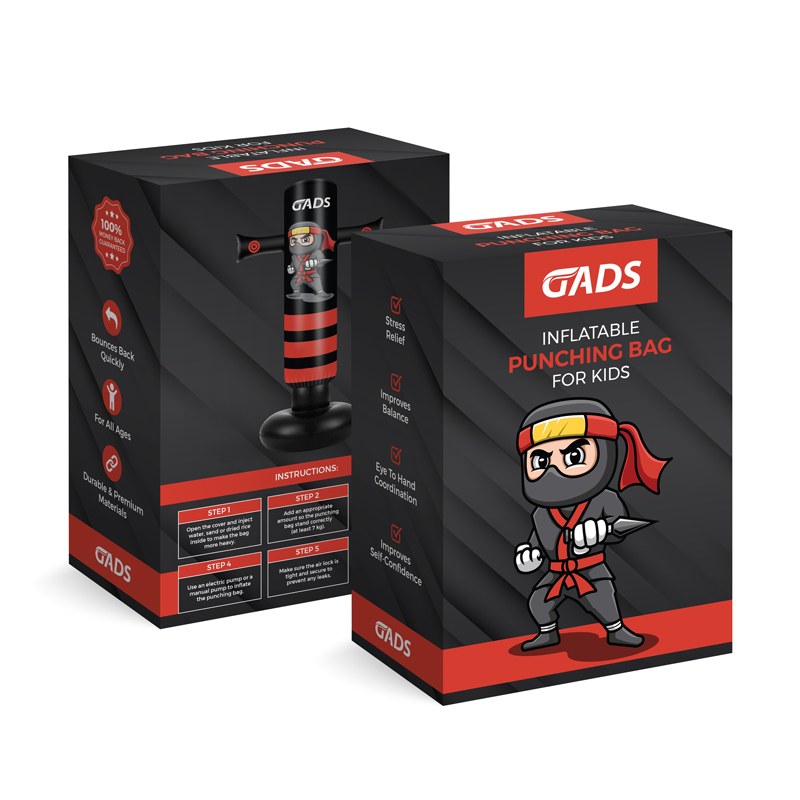 INFLATABLE
PUNCHING BAG
FOR KIDS
GADS
100%
MONEY BACK
GUARANTEED
Bounces Back
Quickly
For All Ages
Durable & Premium
Materials
GADS
GADS
INSTRUCTIONS:
STEP 1
Open the cover and inject
water, sand or dried rice
inside to make the bag
more heavy.
STEP 2
Add an appropriate
amount so the punching
bag stand correctly
(at least 7 kg).
STEP 4
Use an electric pump or a
manual pump to inflate
the punching bag.
STEP 5
Make sure the air lock is
tight and secure to
prevent any leaks.
GADS
INFLATABLE
PUNCHING BAG
FOR KIDS
Stress
Relief
Improves
Balance
Eye To Hand
Coordination
Improves
Self-Confidence
GADS
GADS
INFLATABLE
PUNCHING BAG
FOR KIDS